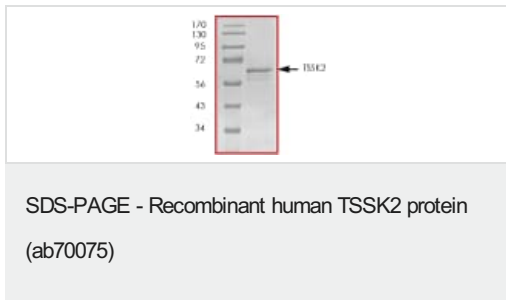 170
130
95
72
TSSK2
56
43
34
SDS-PAGE - Recombinant human TSSK2 protein
(ab70075)